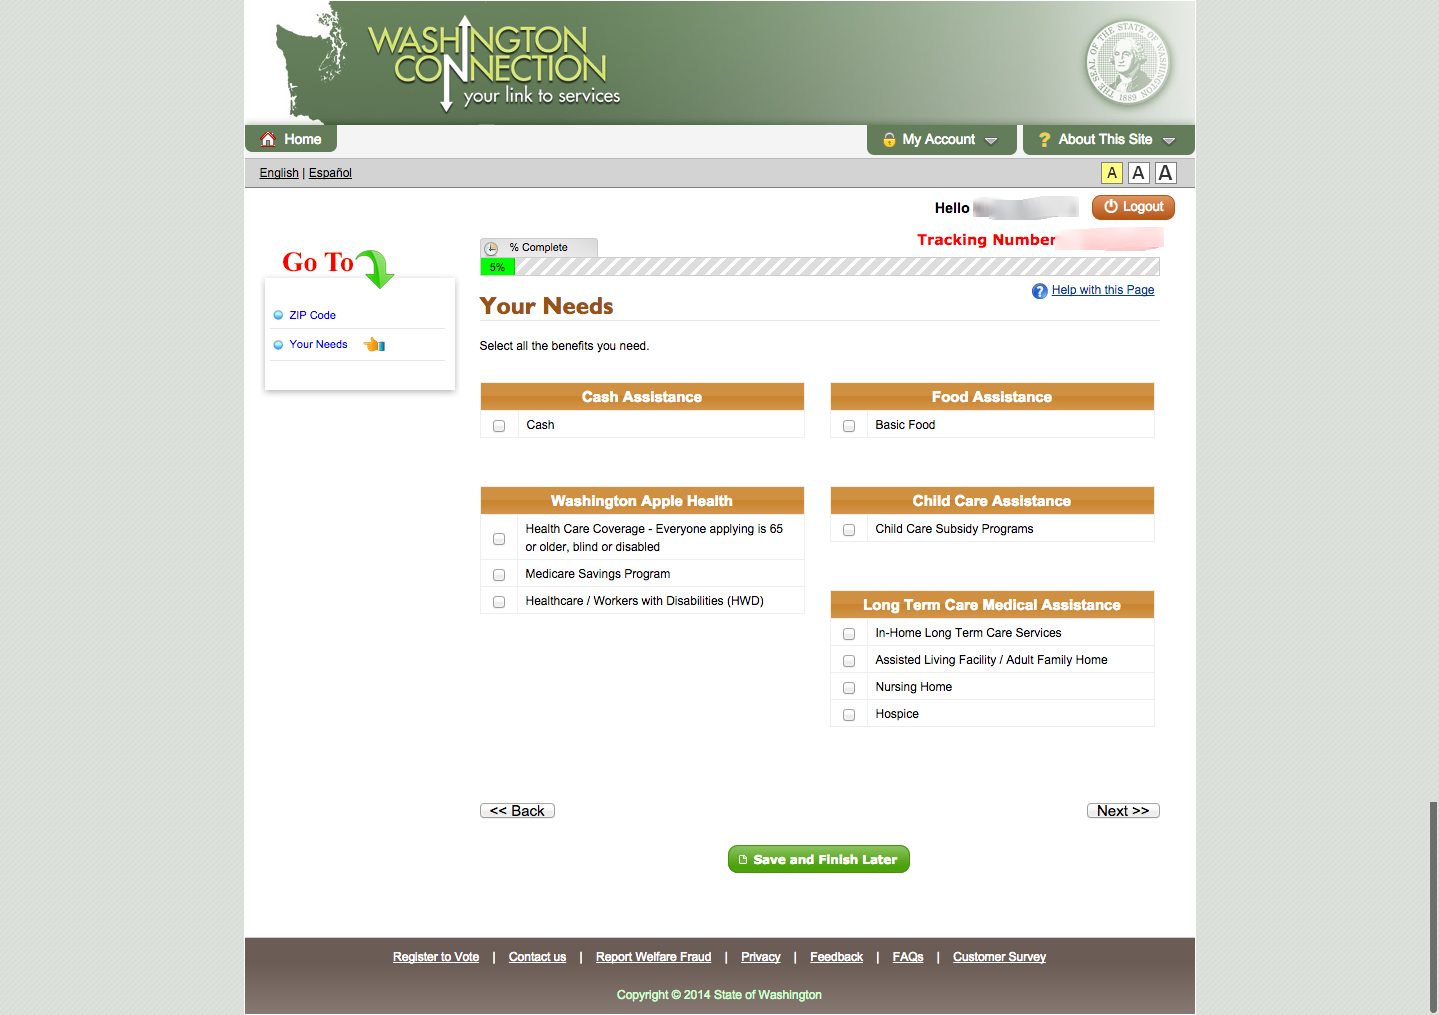 WASHINGTON
CONNECTION
your link to services
THE SEAL OF THE STATE OF WASHINGTON
1889
Home
My Account
? About This Site
English | Español
A A A
Hello
Logout
Tracking Number
% Complete
5%
Go To
? Help with this Page
ZIP Code
Your Needs
Your Needs
Select all the benefits you need.
Cash Assistance
Cash
Food Assistance
Basic Food
Washington Apple Health
Health Care Coverage - Everyone applying is 65
or older, blind or disabled
Medicare Savings Program
Healthcare / Workers with Disabilities (HWD)
Child Care Assistance
Child Care Subsidy Programs
Long Term Care Medical Assistance
In-Home Long Term Care Services
Assisted Living Facility / Adult Family Home
Nursing Home
Hospice
<< Back
Next >>
Save and Finish Later
Register to Vote | Contact us | Report Welfare Fraud | Privacy | Feedback | FAQs | Customer Survey
Copyright © 2014 State of Washington